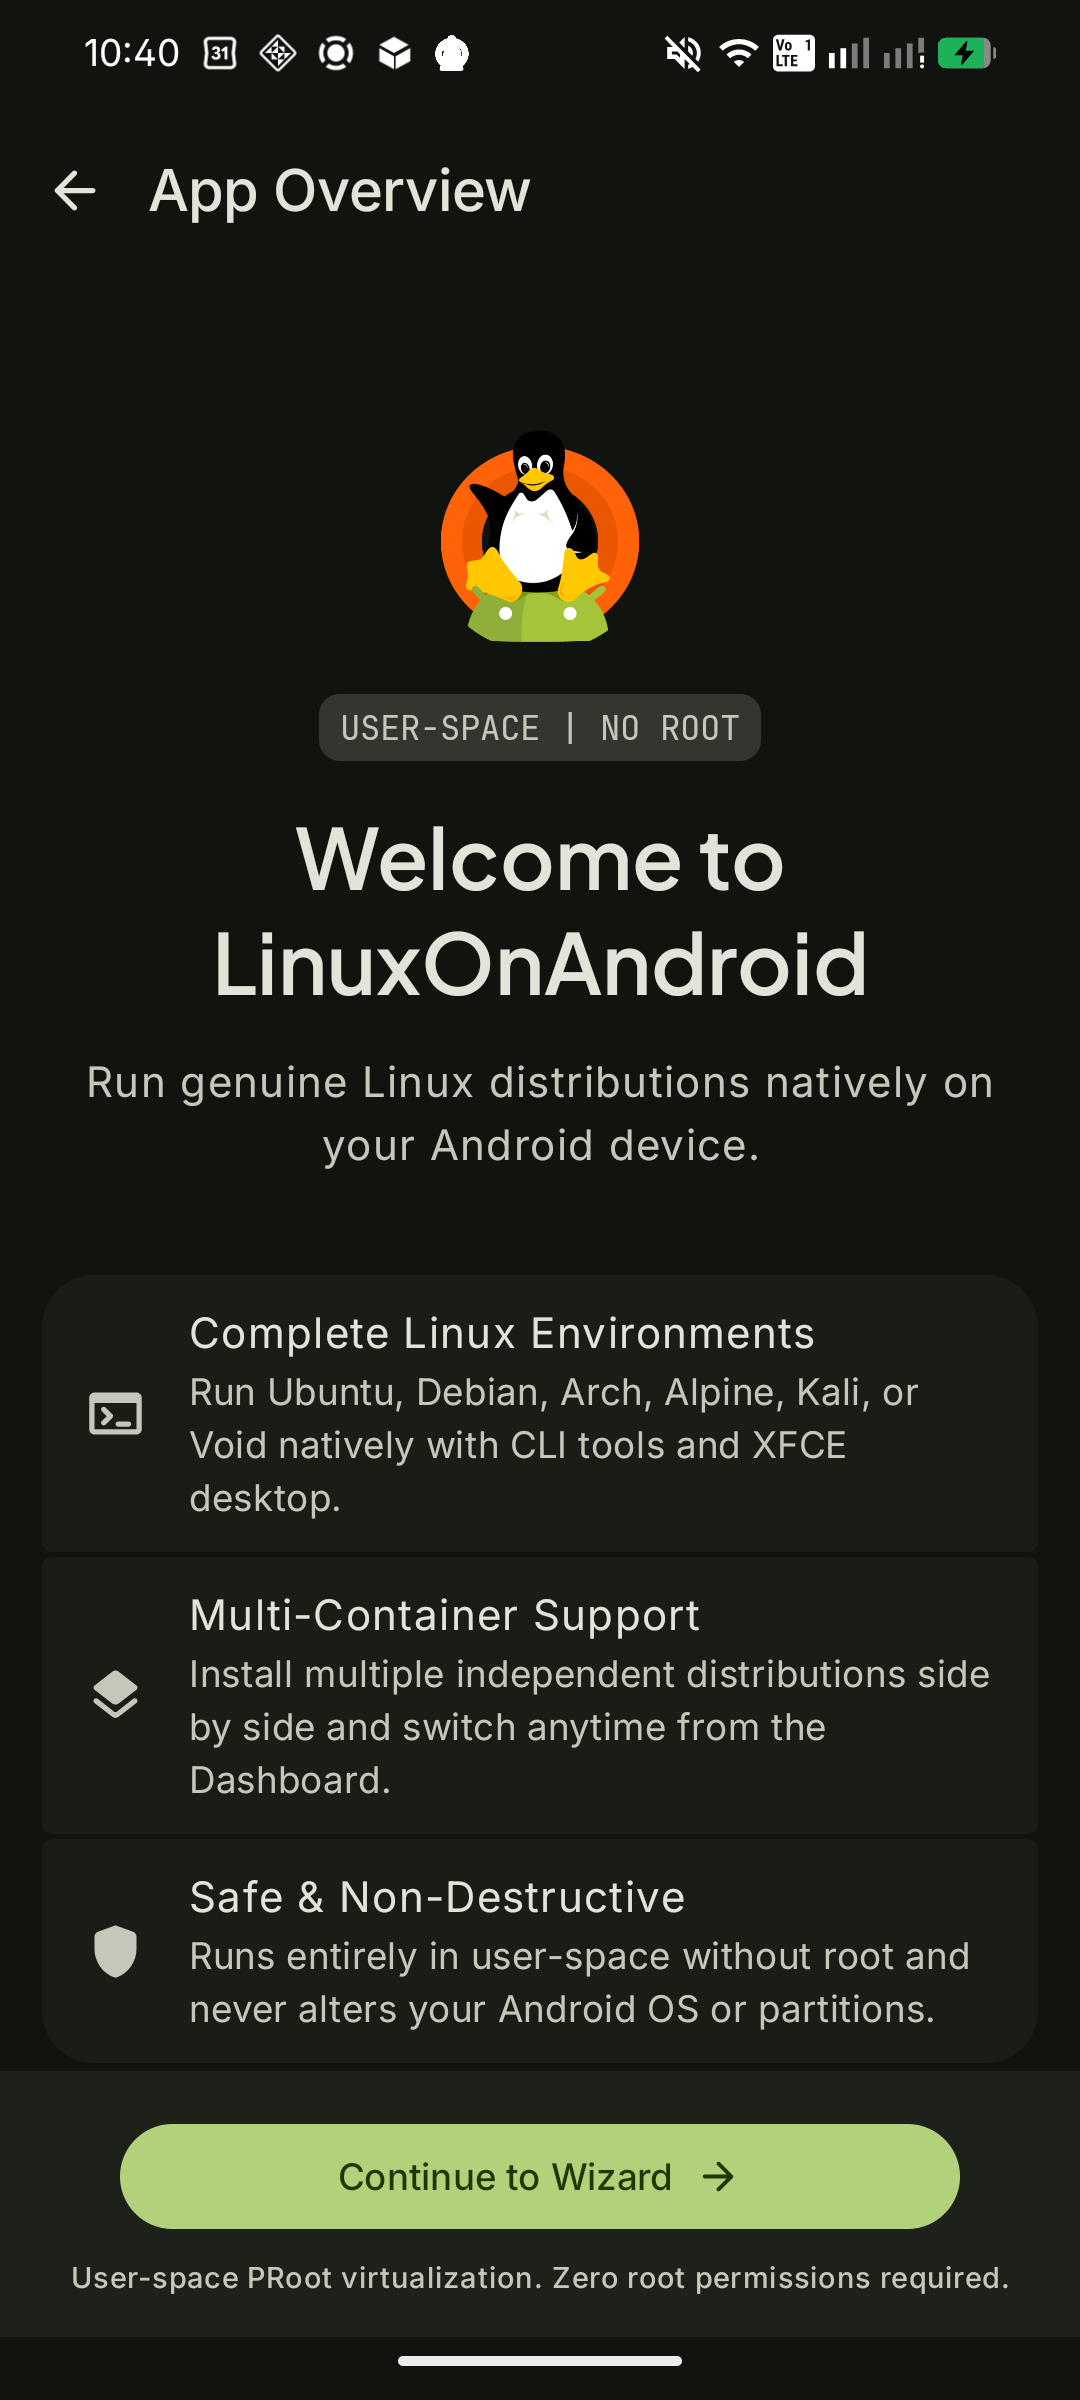 10:40
31
Vo 1
LTE
App Overview
USER-SPACE | NO ROOT
Welcome to
LinuxOnAndroid
Run genuine Linux distributions natively on
your Android device.
Complete Linux Environments
Run Ubuntu, Debian, Arch, Alpine, Kali, or
Void natively with CLI tools and XFCE
desktop.
Multi-Container Support
Install multiple independent distributions side
by side and switch anytime from the
Dashboard.
Safe & Non-Destructive
Runs entirely in user-space without root and
never alters your Android OS or partitions.
Continue to Wizard
User-space PRoot virtualization. Zero root permissions required.